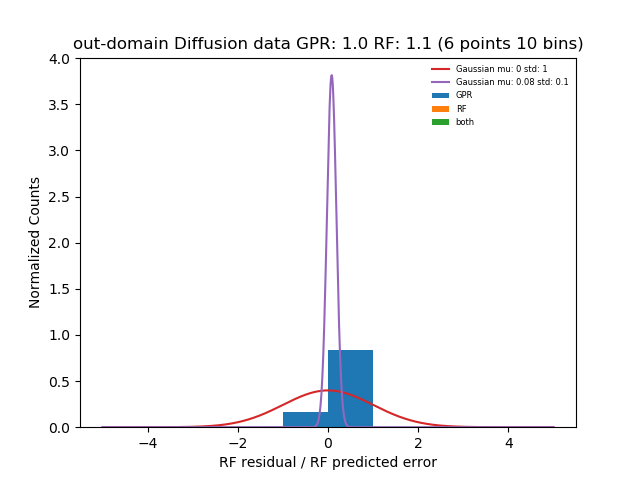 out-domain Diffusion data GPR: 1.0 RF: 1.1 (6 points 10 bins)
Gaussian mu: 0 std: 1
Gaussian mu: 0.08 std: 0.1
GPR
RF
both
Normalized Counts
4.0
3.5
3.0
2.5
2.0
1.5
1.0
0.5
0.0
−4 −2 0 2 4
RF residual / RF predicted error